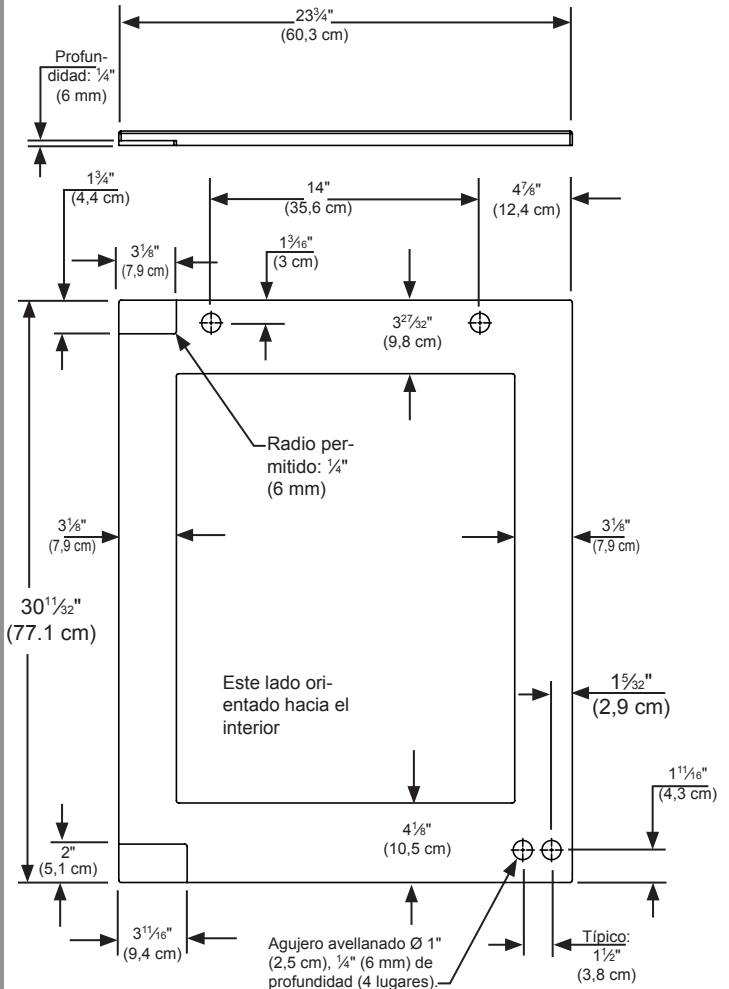 23¾"
(60,3 cm)
Profun-
didad: ¼"
(6 mm)
1¾"
(4,4 cm)
14"
(35,6 cm)
4⅞"
(12,4 cm)
3⅛"
(7,9 cm)
1³⁄₁₆"
(3 cm)
3²⁷⁄₃₂"
(9,8 cm)
Radio per-
mitido: ¼"
(6 mm)
3⅛"
(7,9 cm)
3⅛"
(7,9 cm)
30¹¹⁄₃₂"
(77.1 cm)
Este lado ori-
entado hacia el
interior
1⁵⁄₃₂"
(2,9 cm)
1¹¹⁄₁₆"
(4,3 cm)
2"
(5,1 cm)
4⅛"
(10,5 cm)
3¹¹⁄₁₆"
(9,4 cm)
Agujero avellanado Ø 1"
(2,5 cm), ¼" (6 mm) de
profundidad (4 lugares).
Típico:
1½"
(3,8 cm)